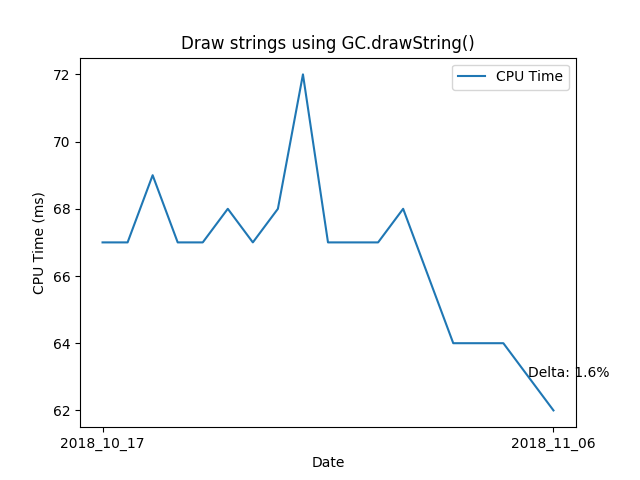 Draw strings using GC.drawString()
CPU Time
72
70
68
66
64
62
CPU Time (ms)
Delta: 1.6%
2018_10_17
2018_11_06
Date